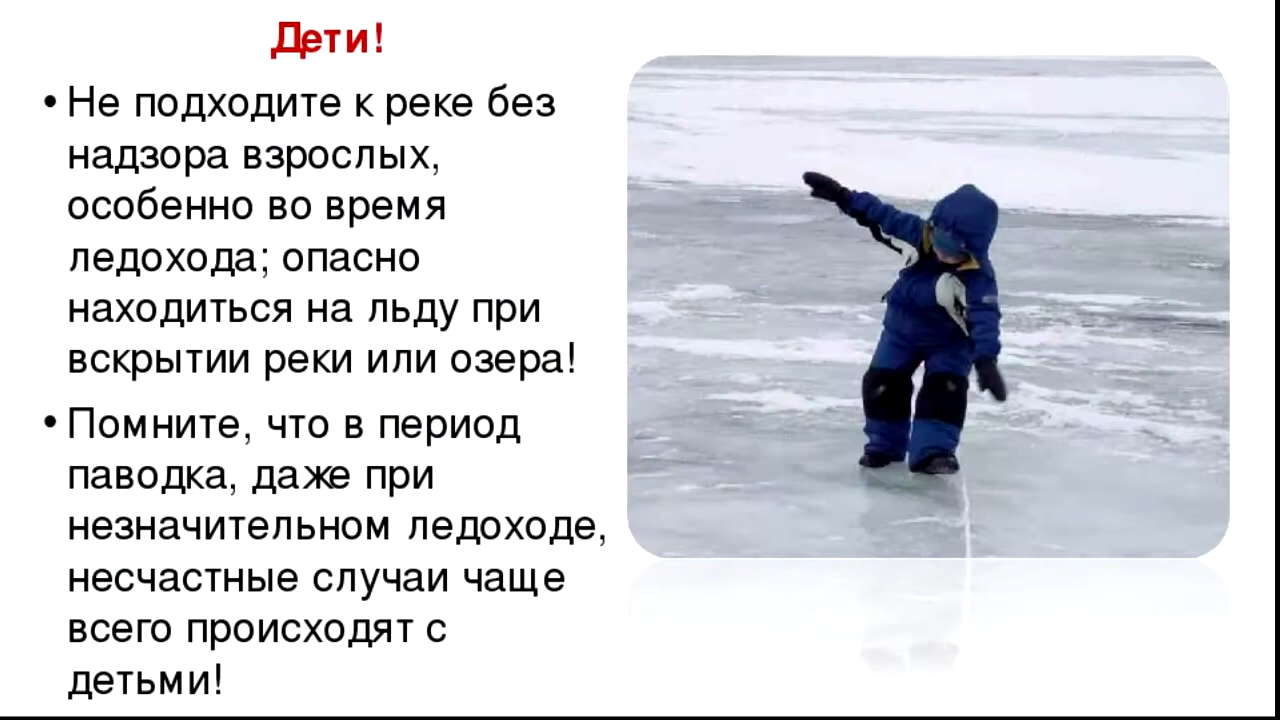 Дети!
• Не подходите к реке без
надзора взрослых,
особенно во время
ледохода; опасно
находиться на льду при
вскрытии реки или озера!
• Помните, что в период
паводка, даже при
незначительном ледоходе,
несчастные случаи чаще
всего происходят с
детьми!